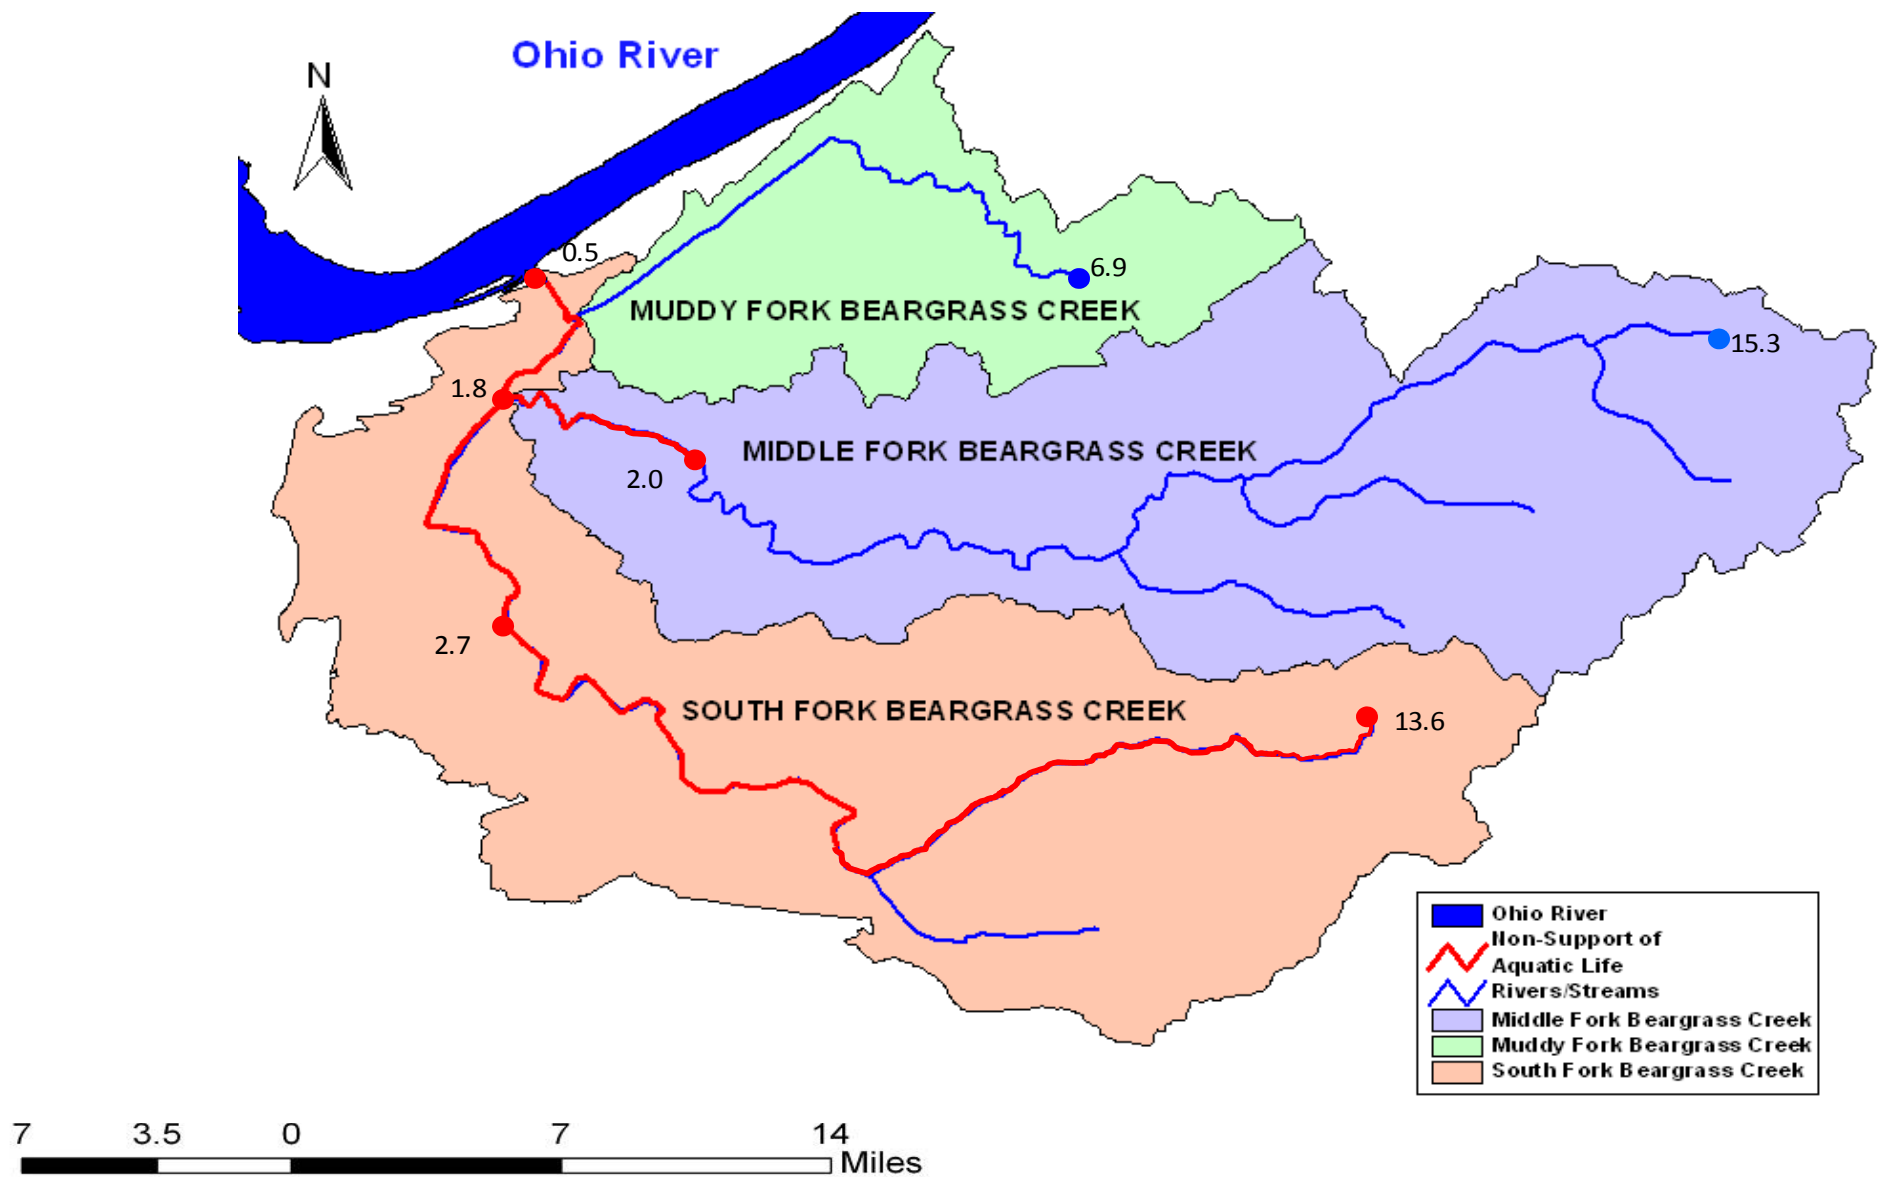 Ohio River
N
0.5
6.9
MUDDY FORK BEARGRASS CREEK
15.3
1.8
MIDDLE FORK BEARGRASS CREEK
2.0
2.7
SOUTH FORK BEARGRASS CREEK
13.6
Ohio River
Non-Support of
Aquatic Life
Rivers/Streams
Middle Fork Beargrass Creek
Muddy Fork Beargrass Creek
South Fork Beargrass Creek
7 3.5 0 7 14
Miles